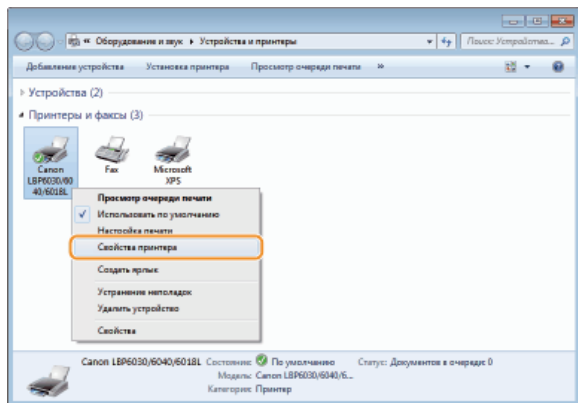 « Оборудование и звук ▸ Устройства и принтеры
Поиск: Устройства...
Добавление устройства Установка принтера Просмотр очереди печати »
Устройства (2)
Принтеры и факсы (3)
Canon LBP6030/60 40/6018L
Fax
Microsoft XPS
Просмотр очереди печати
Использовать по умолчанию
Настройка печати
Свойства принтера
Создать ярлык
Устранение неполадок
Удалить устройство
Свойства
Canon LBP6030/6040/6018L Состояние: По умолчанию Статус: Документов в очереди: 0
Модель: Canon LBP6030/6040/6...
Категория: Принтер